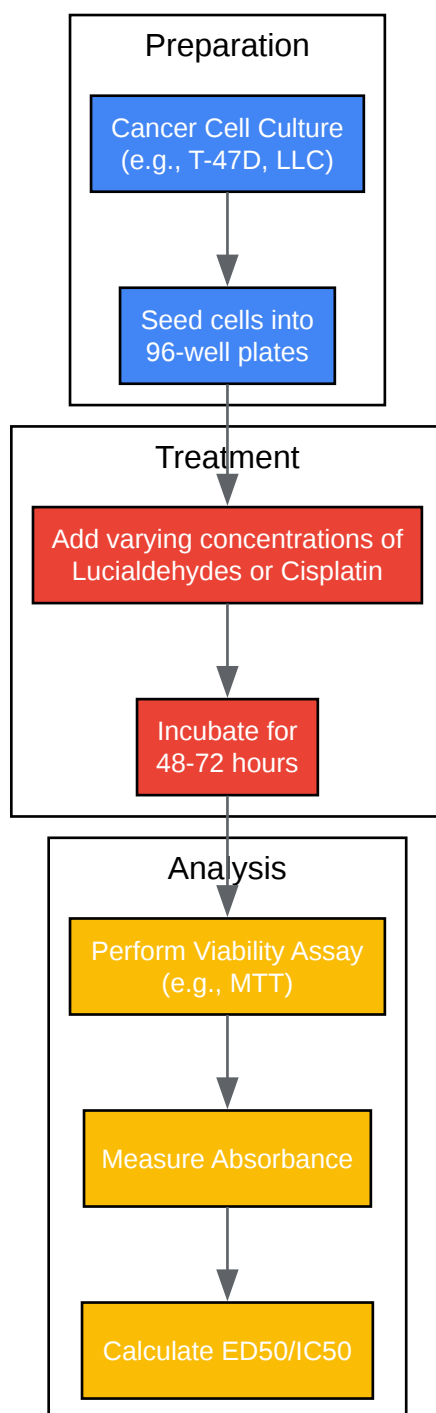 Preparation
Cancer Cell Culture
(e.g., T-47D, LLC)
Seed cells into
96-well plates
Treatment
Add varying concentrations of
Lucialdehydes or Cisplatin
Incubate for
48-72 hours
Analysis
Perform Viability Assay
(e.g., MTT)
Measure Absorbance
Calculate ED50/IC50